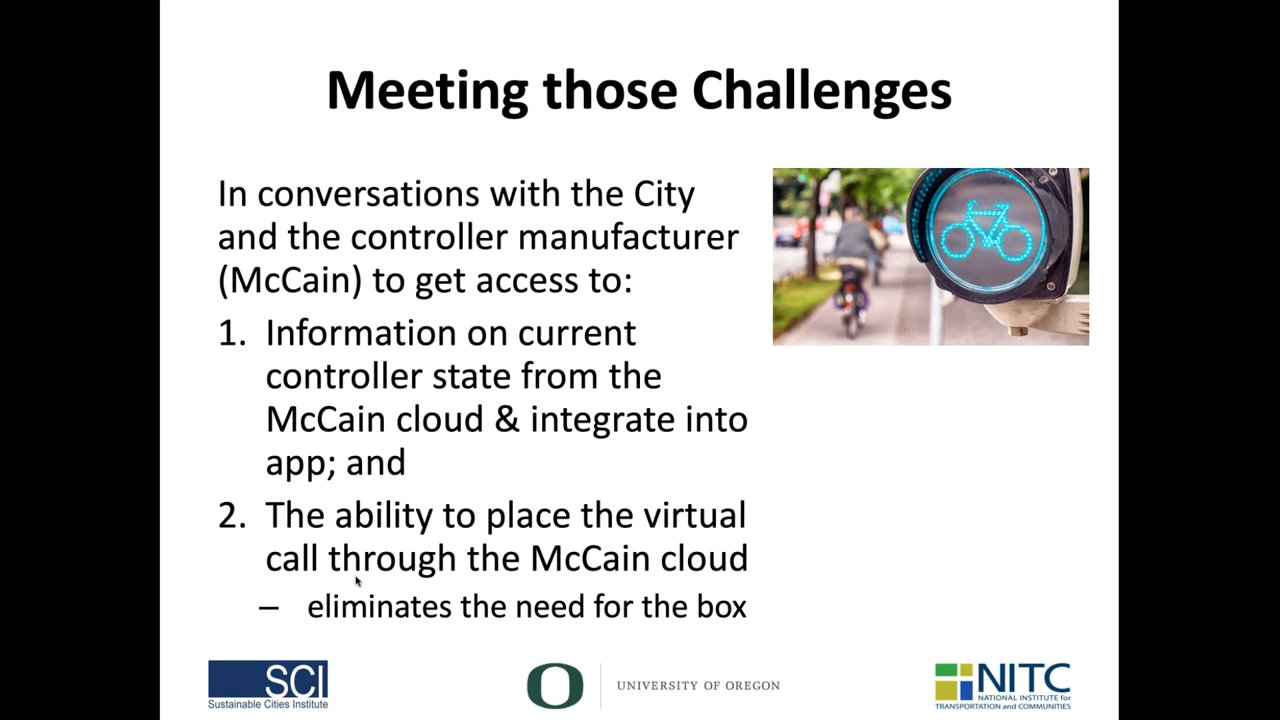 Meeting those Challenges
In conversations with the City
and the controller manufacturer
(McCain) to get access to:
1. Information on current
controller state from the
McCain cloud & integrate into
app; and
2. The ability to place the virtual
call through the McCain cloud
– eliminates the need for the box
SCI
Sustainable Cities Institute
O
UNIVERSITY OF OREGON
NITC
NATIONAL INSTITUTE for
TRANSPORTATION and COMMUNITIES